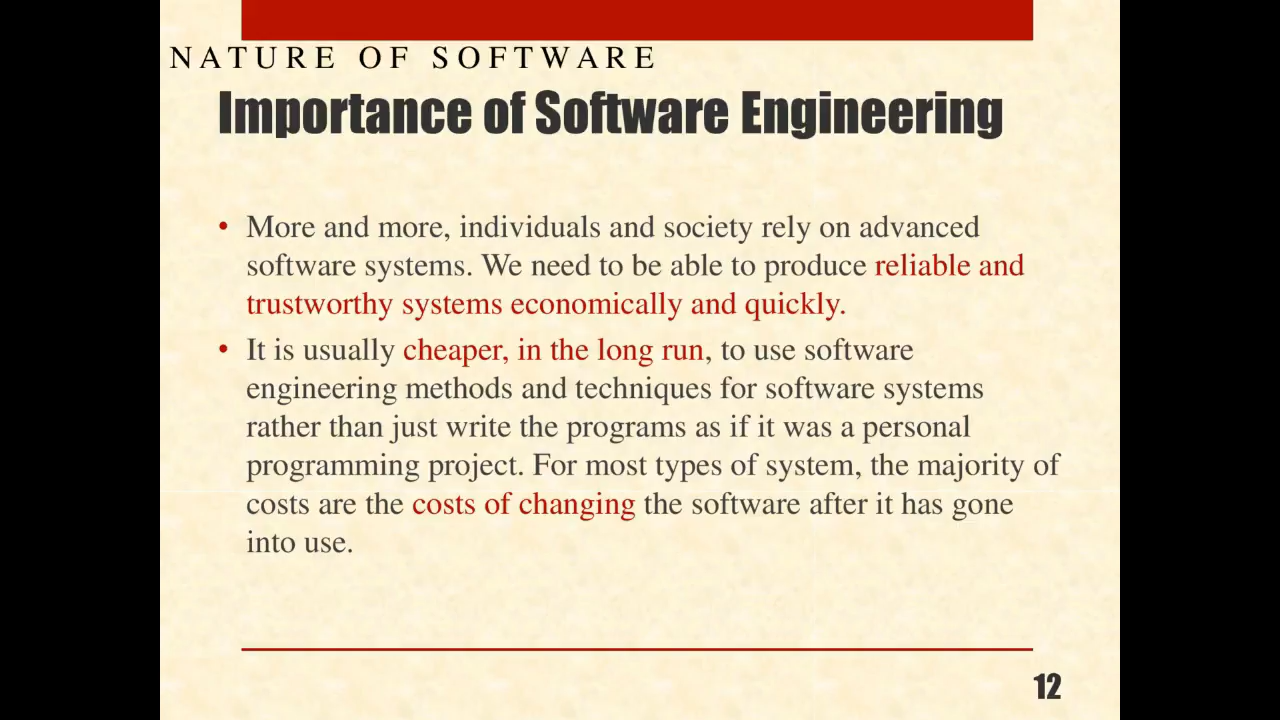 NATURE OF SOFTWARE
Importance of Software Engineering
• More and more, individuals and society rely on advanced
software systems. We need to be able to produce reliable and
trustworthy systems economically and quickly.
• It is usually cheaper, in the long run, to use software
engineering methods and techniques for software systems
rather than just write the programs as if it was a personal
programming project. For most types of system, the majority of
costs are the costs of changing the software after it has gone
into use.
12